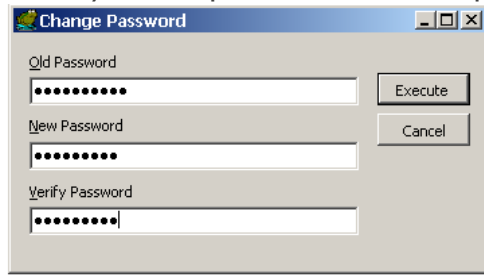 Change Password
Old Password
●●●●●●●●●●
Execute
New Password
●●●●●●●●●
Cancel
Verify Password
●●●●●●●●●